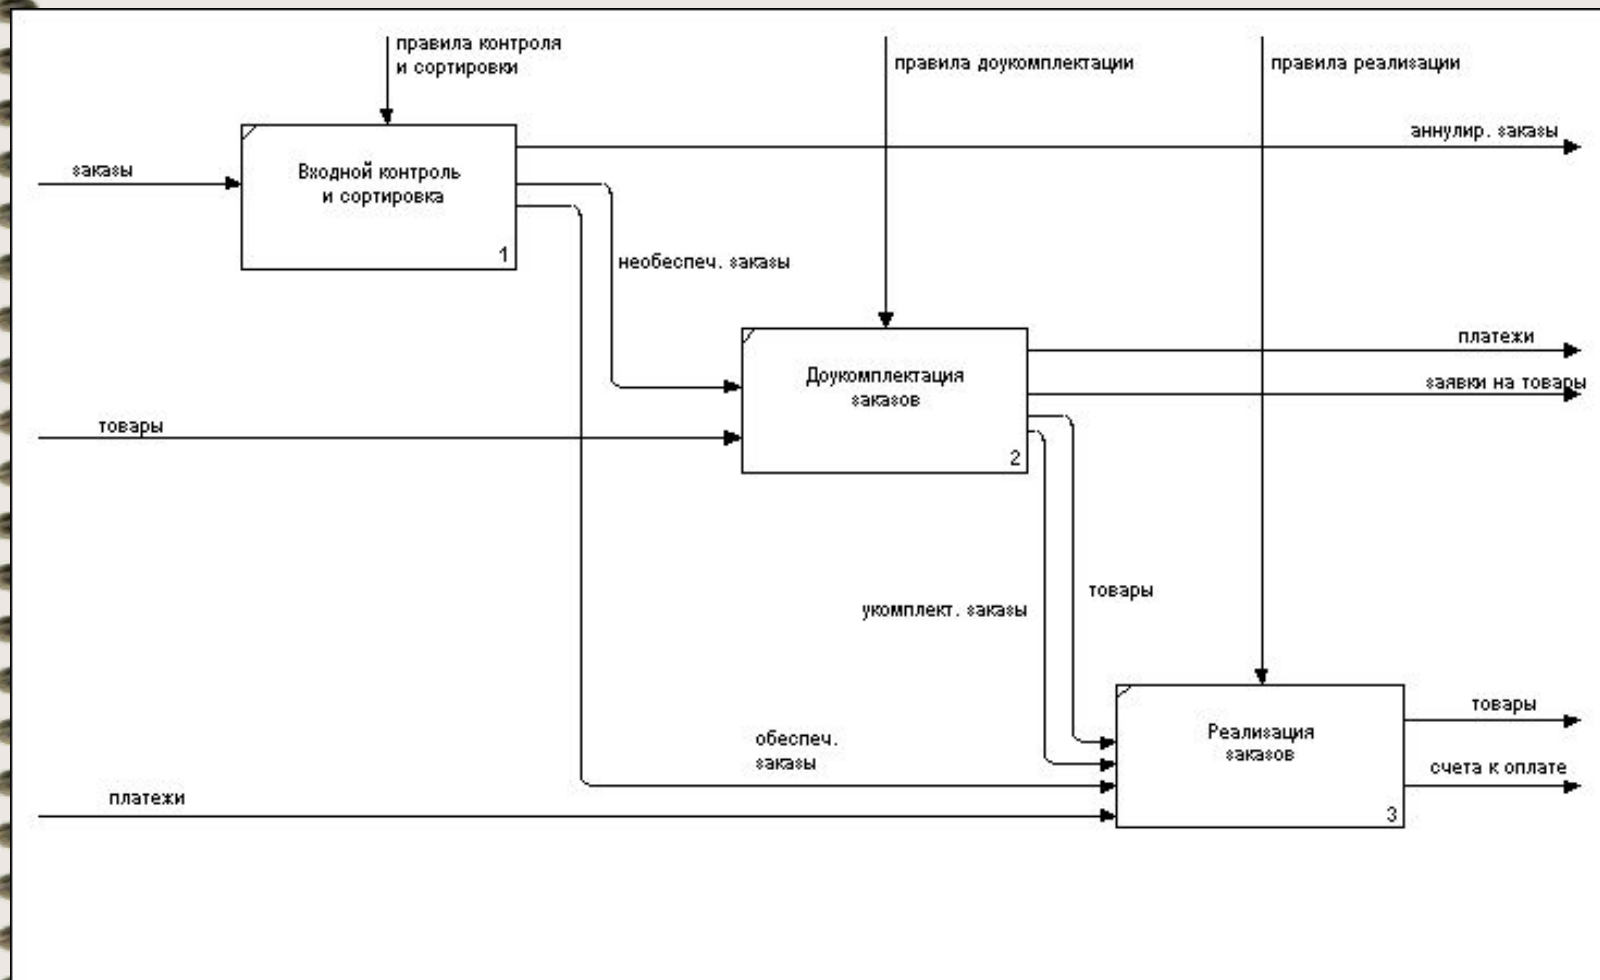 правила контроля
и сортировки
правила доукомплектации
правила реализации
аннулир. заказы
заказы
Входной контроль
и сортировка
1
необеспеч. заказы
платежи
Доукомплектация
заказов
заявки на товары
товары
2
товары
укомплект. заказы
товары
Реализация
заказов
обеспеч.
заказы
счета к оплате
платежи
3